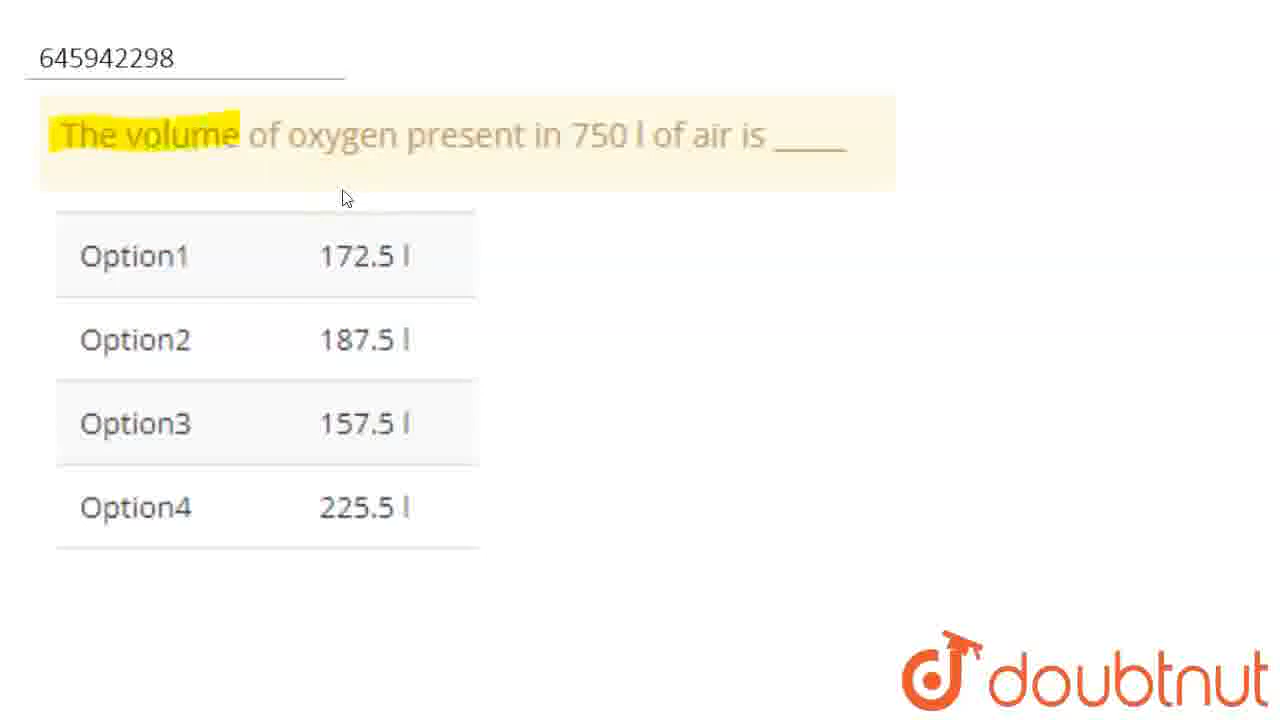 645942298
The volume of oxygen present in 750 l of air is _____
Option1 172.5 l
Option2 187.5 l
Option3 157.5 l
Option4 225.5 l
doubtnut